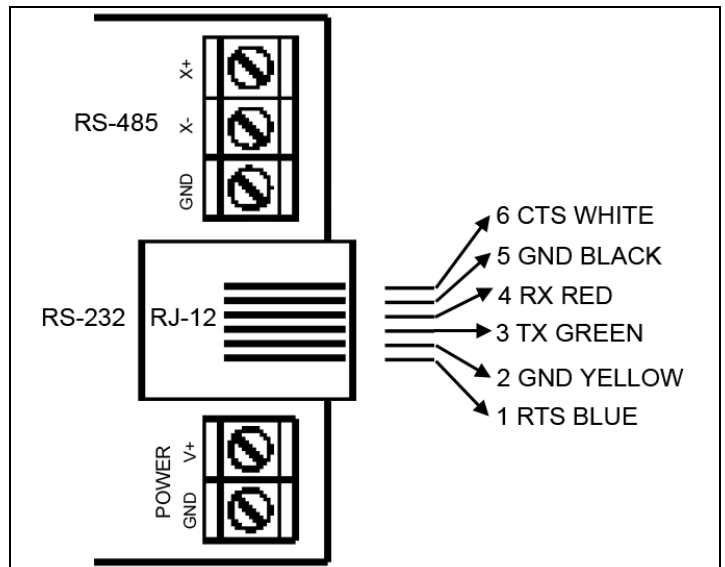 X+
RS-485
X-
GND
6 CTS WHITE
5 GND BLACK
4 RX RED
RS-232
RJ-12
3 TX GREEN
2 GND YELLOW
1 RTS BLUE
POWER
V+
GND